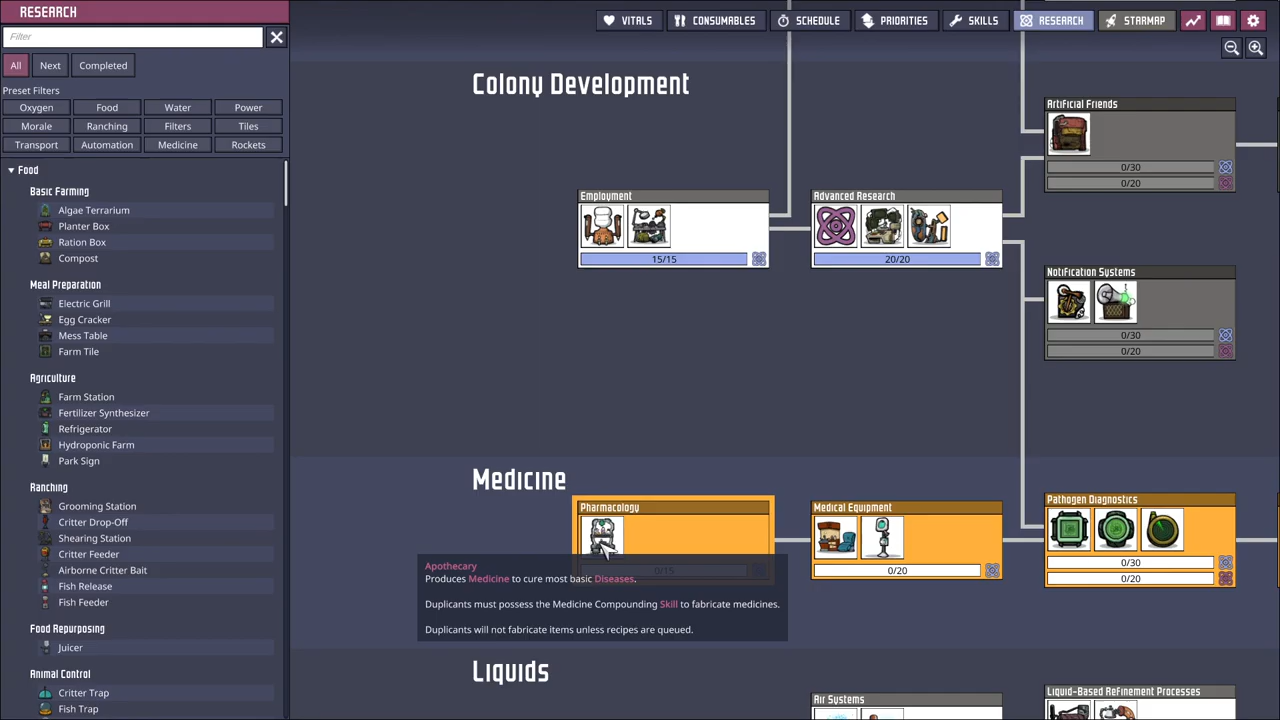 RESEARCH
VITALS
CONSUMABLES
SCHEDULE
PRIORITIES
SKILLS
RESEARCH
STARMAP
Filter
All
Next
Completed
Preset Filters
Oxygen
Food
Water
Power
Morale
Ranching
Filters
Tiles
Transport
Automation
Medicine
Rockets
Food
Basic Farming
Algae Terrarium
Planter Box
Ration Box
Compost
Meal Preparation
Electric Grill
Egg Cracker
Mess Table
Farm Tile
Agriculture
Farm Station
Fertilizer Synthesizer
Refrigerator
Hydroponic Farm
Park Sign
Ranching
Grooming Station
Critter Drop-Off
Shearing Station
Critter Feeder
Airborne Critter Bait
Fish Release
Fish Feeder
Food Repurposing
Juicer
Animal Control
Critter Trap
Fish Trap
Colony Development
Employment
15/15
Advanced Research
20/20
Artificial Friends
0/30
0/20
Notification Systems
0/30
0/20
Medicine
Pharmacology
0/15
Medical Equipment
0/20
Pathogen Diagnostics
0/30
0/20
Apothecary
Produces Medicine to cure most basic Diseases.
Duplicants must possess the Medicine Compounding Skill to fabricate medicines.
Duplicants will not fabricate items unless recipes are queued.
Liquids
Air Systems
Liquid-Based Refinement Processes